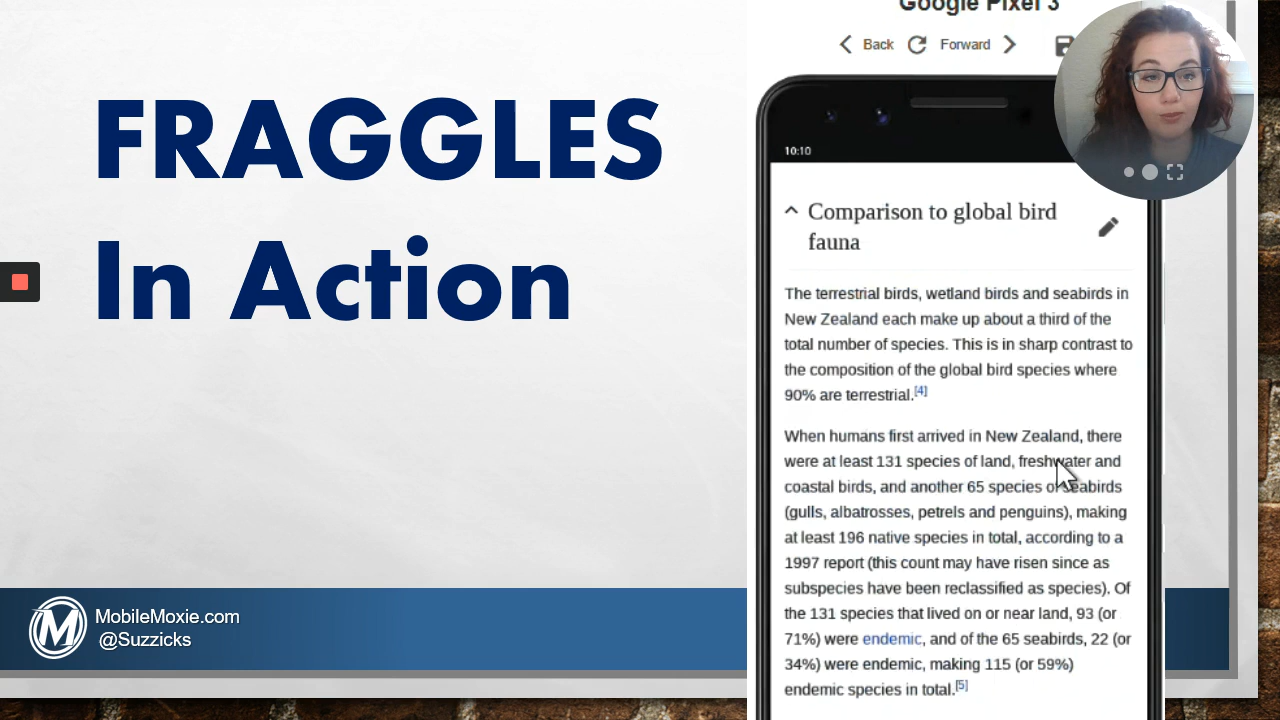 FRAGGLES
In Action
MobileMoxie.com
@Suzzicks
Google Pixel 3
Back
Forward
10:10
Comparison to global bird
fauna
The terrestrial birds, wetland birds and seabirds in
New Zealand each make up about a third of the
total number of species. This is in sharp contrast to
the composition of the global bird species where
90% are terrestrial.[4]
When humans first arrived in New Zealand, there
were at least 131 species of land, freshwater and
coastal birds, and another 65 species of seabirds
(gulls, albatrosses, petrels and penguins), making
at least 196 native species in total, according to a
1997 report (this count may have risen since as
subspecies have been reclassified as species). Of
the 131 species that lived on or near land, 93 (or
71%) were endemic, and of the 65 seabirds, 22 (or
34%) were endemic, making 115 (or 59%)
endemic species in total.[5]